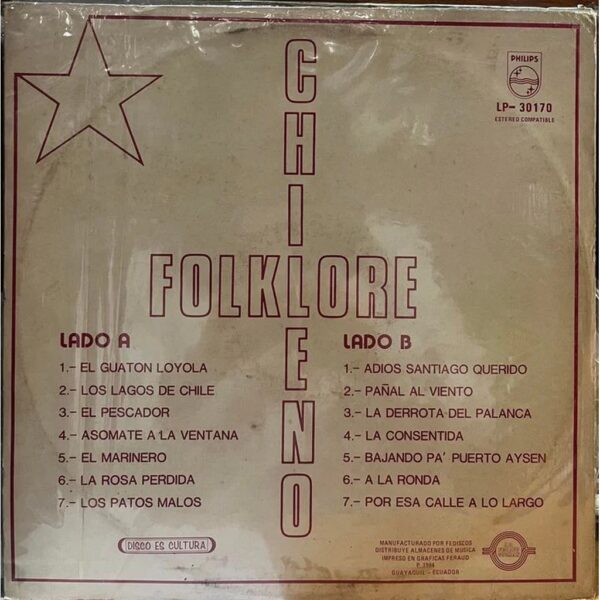 PHILIPS
LP- 30170
ESTEREO COMPATIBLE
CHILENO
FOLKLORE
LADO A
1.- EL GUATON LOYOLA
2.- LOS LAGOS DE CHILE
3.- EL PESCADOR
4.- ASOMATE A LA VENTANA
5.- EL MARINERO
6.- LA ROSA PERDIDA
7.- LOS PATOS MALOS
LADO B
1.- ADIOS SANTIAGO QUERIDO
2.- PAÑAL AL VIENTO
3.- LA DERROTA DEL PALANCA
4.- LA CONSENTIDA
5.- BAJANDO PA' PUERTO AYSEN
6.- A LA RONDA
7.- POR ESA CALLE A LO LARGO
DISCO ES CULTURA
MANUFACTURADO POR FEDISCOS
DISTRIBUYE ALMACENES DE MUSICA
IMPRESO EN GRAFICAS FERAUD
GUAYAQUIL - ECUADOR